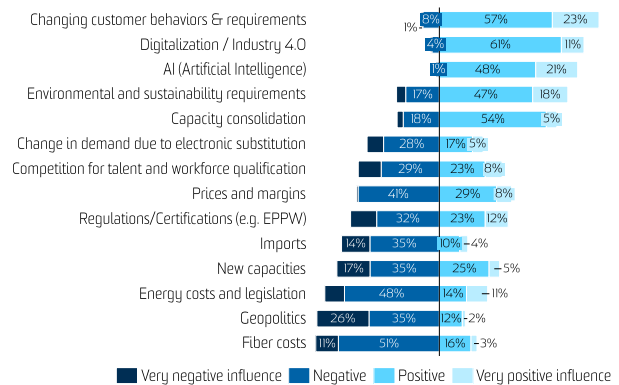 Changing customer behaviors & requirements 1% 8% 57% 23%
Digitalization / Industry 4.0 4% 61% 11%
AI (Artificial Intelligence) 1% 48% 21%
Environmental and sustainability requirements 17% 47% 18%
Capacity consolidation 18% 54% 5%
Change in demand due to electronic substitution 28% 17% 5%
Competition for talent and workforce qualification 29% 23% 8%
Prices and margins 41% 29% 8%
Regulations/Certifications (e.g. EPPW) 32% 23% 12%
Imports 14% 35% 10% 4%
New capacities 17% 35% 25% 5%
Energy costs and legislation 48% 14% 11%
Geopolitics 26% 35% 12% 2%
Fiber costs 11% 51% 16% 3%
Very negative influence Negative Positive Very positive influence